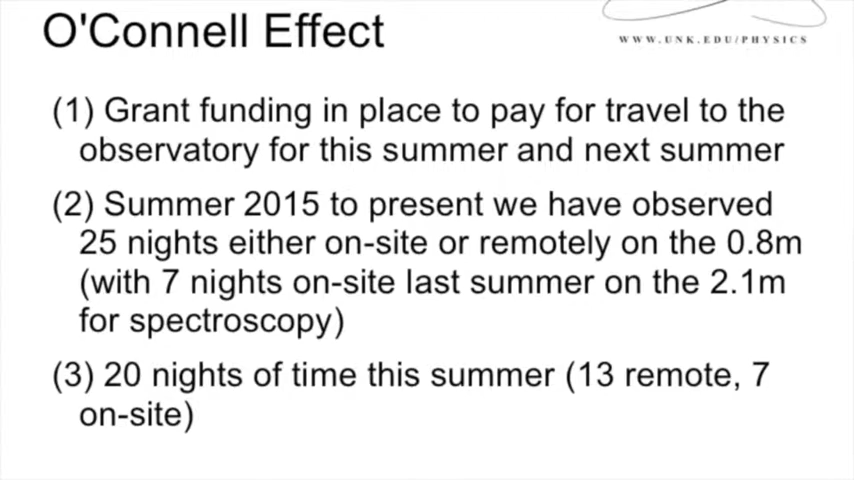 O'Connell Effect
WWW.UNK.EDU/PHYSICS
(1) Grant funding in place to pay for travel to the
observatory for this summer and next summer
(2) Summer 2015 to present we have observed
25 nights either on-site or remotely on the 0.8m
(with 7 nights on-site last summer on the 2.1m
for spectroscopy)
(3) 20 nights of time this summer (13 remote, 7
on-site)